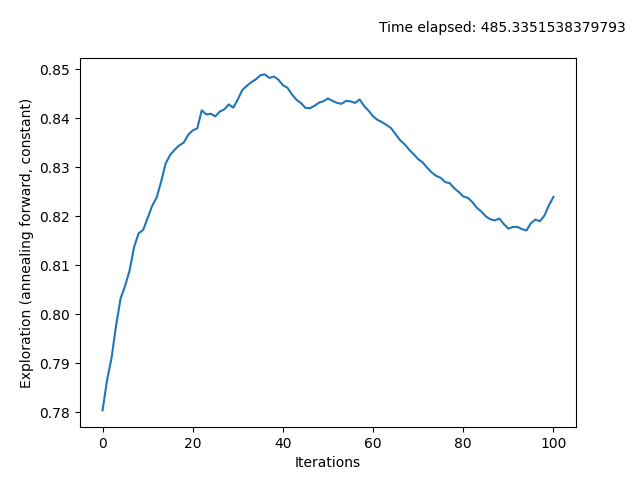 Time elapsed: 485.3351538379793
0.85
0.84
0.83
0.82
0.81
0.80
0.79
0.78
Exploration (annealing forward, constant)
0 20 40 60 80 100
Iterations